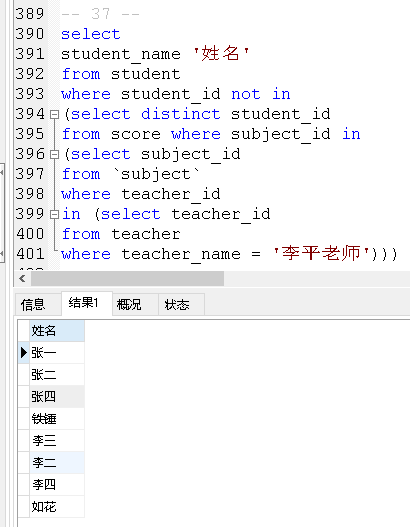 389 -- 37 --
390 select
391 student_name '姓名'
392 from student
393 where student_id not in
394 (select distinct student_id
395 from score where subject_id in
396 (select subject_id
397 from `subject`
398 where teacher_id
399 in (select teacher_id
400 from teacher
401 where teacher_name = '李平老师')))
信息 结果1 概况 状态
姓名
张一
张二
张四
铁锤
李三
李二
李四
如花